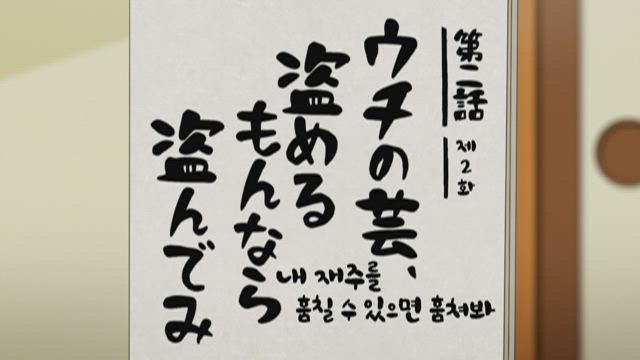 第二話
제2화
ウチの芸、
盗める
もんなら
盗んでみ
내 재주를
훔칠 수 있으면 훔쳐봐